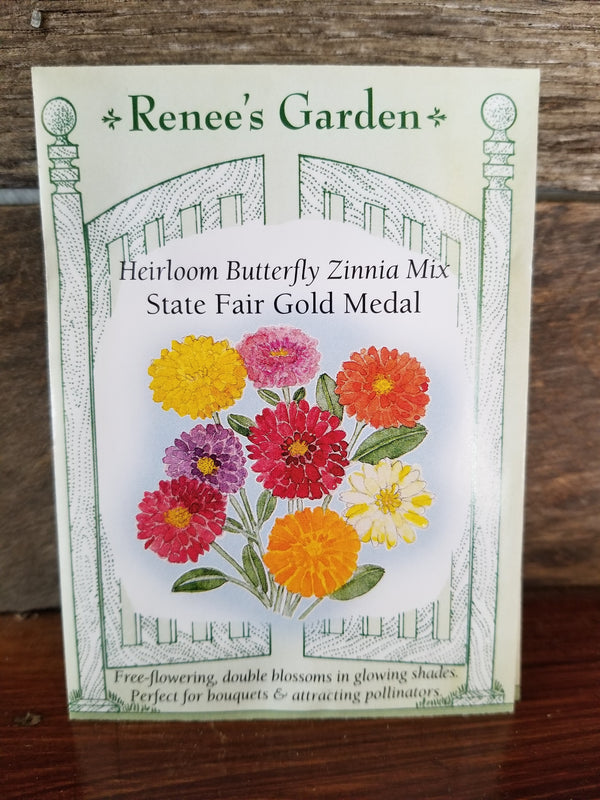 Renee's Garden
Heirloom Butterfly Zinnia Mix
State Fair Gold Medal
Free-flowering, double blossoms in glowing shades.
Perfect for bouquets & attracting pollinators.